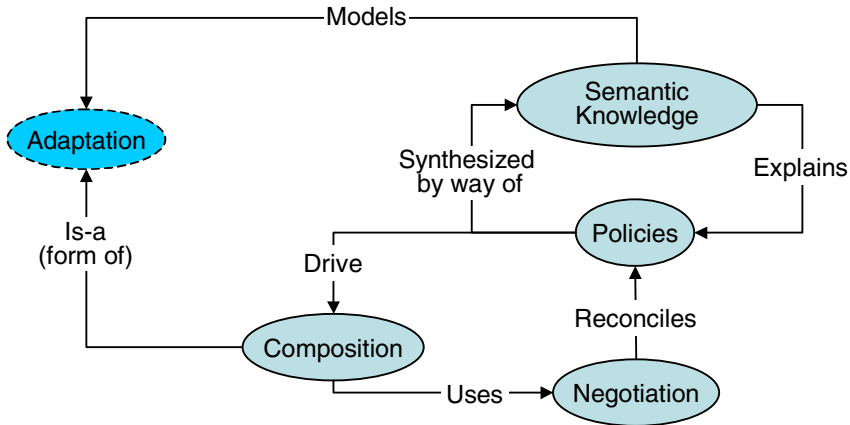 Models
Semantic
Knowledge
Adaptation
Synthesized
by way of
Explains
Is-a
(form of)
Policies
Drive
Reconciles
Composition
Uses
Negotiation